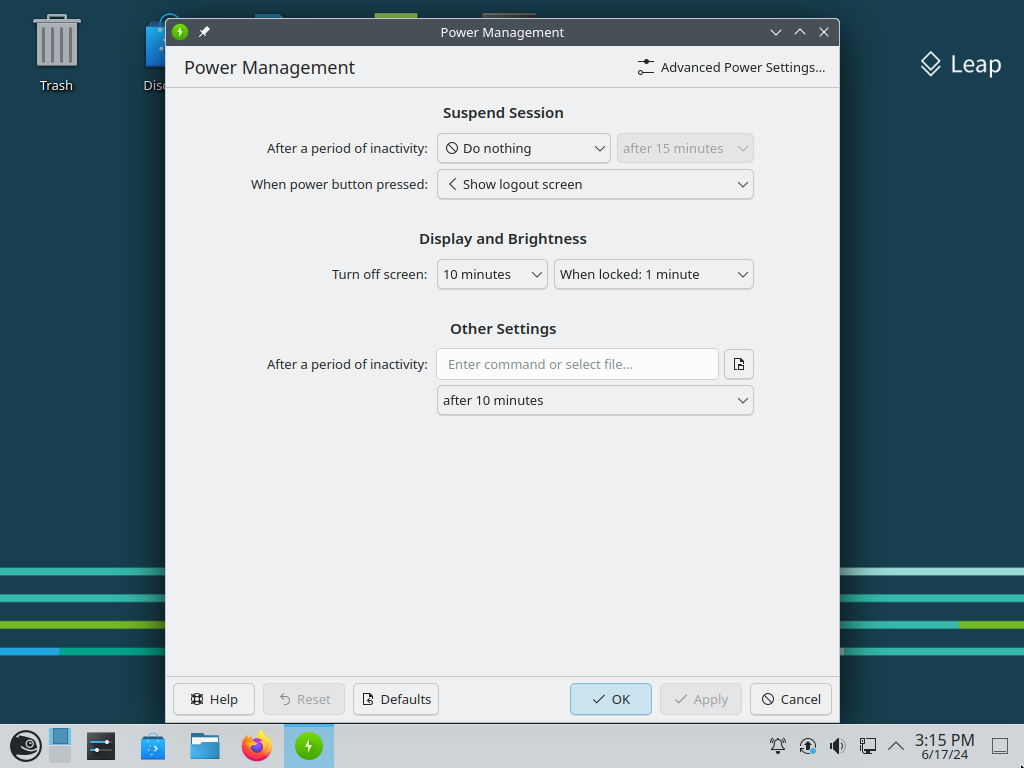 Power Management
Trash
Disc
Leap
Power Management
Advanced Power Settings...
Suspend Session
After a period of inactivity:
Do nothing
after 15 minutes
When power button pressed:
Show logout screen
Display and Brightness
Turn off screen:
10 minutes
When locked: 1 minute
Other Settings
After a period of inactivity:
Enter command or select file...
after 10 minutes
Help
Reset
Defaults
OK
Apply
Cancel
3:15 PM
6/17/24